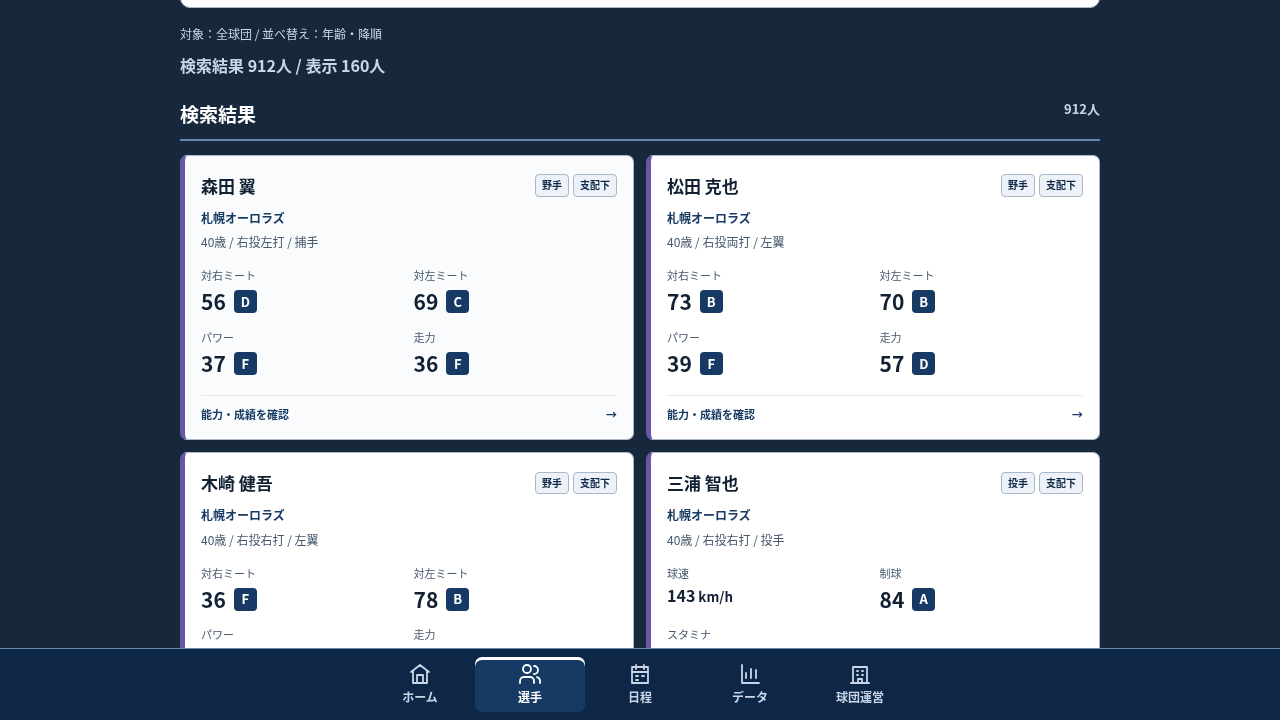 対象：全球団 / 並べ替え：年齢・降順
検索結果 912人 / 表示 160人
検索結果
912人
森田 翼
野手
支配下
札幌オーロラズ
40歳 / 右投左打 / 捕手
対右ミート
対左ミート
56 D
69 C
パワー
走力
37 F
36 F
能力・成績を確認 →
松田 克也
野手
支配下
札幌オーロラズ
40歳 / 右投両打 / 左翼
対右ミート
対左ミート
73 B
70 B
パワー
走力
39 F
57 D
能力・成績を確認 →
木崎 健吾
野手
支配下
札幌オーロラズ
40歳 / 右投右打 / 左翼
対右ミート
対左ミート
36 F
78 B
パワー
走力
三浦 智也
投手
支配下
札幌オーロラズ
40歳 / 右投右打 / 投手
球速
制球
143 km/h
84 A
スタミナ
ホーム
選手
日程
データ
球団運営